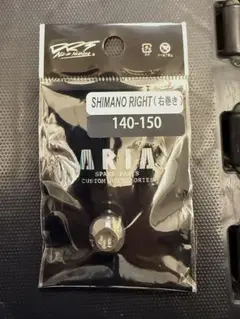 SHIMANO RIGHT(右巻き)
140-150
ARIA
SPARE PARTS
CUSTOM ACCESSORIES